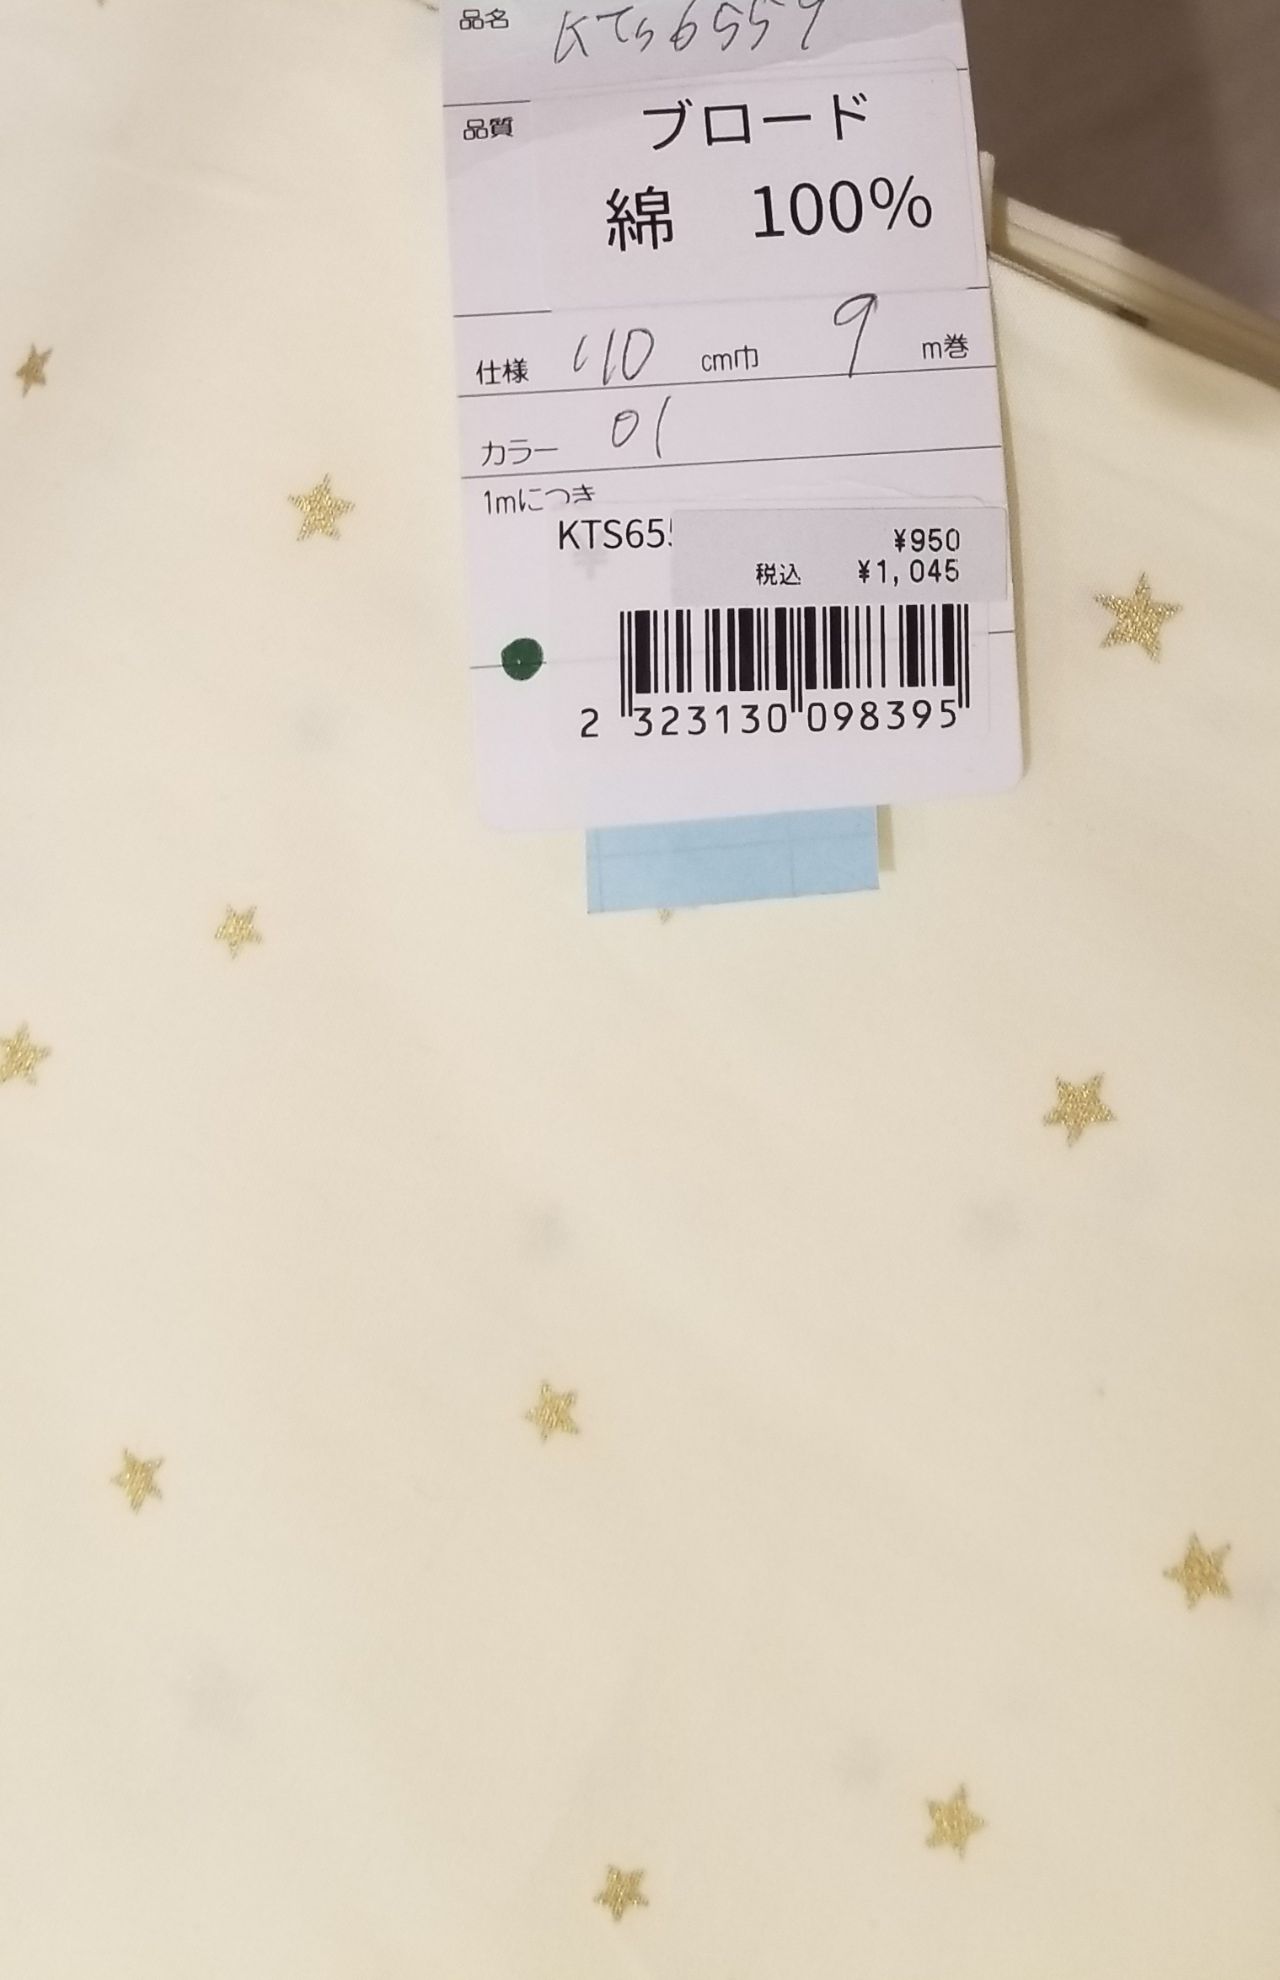 品名 KTS6559
品質 ブロード
綿 100%
仕様 110 cm巾 9 m巻
カラー 01
1mにつき
KTS655
¥950
税込 ¥1,045
2 323130 098395